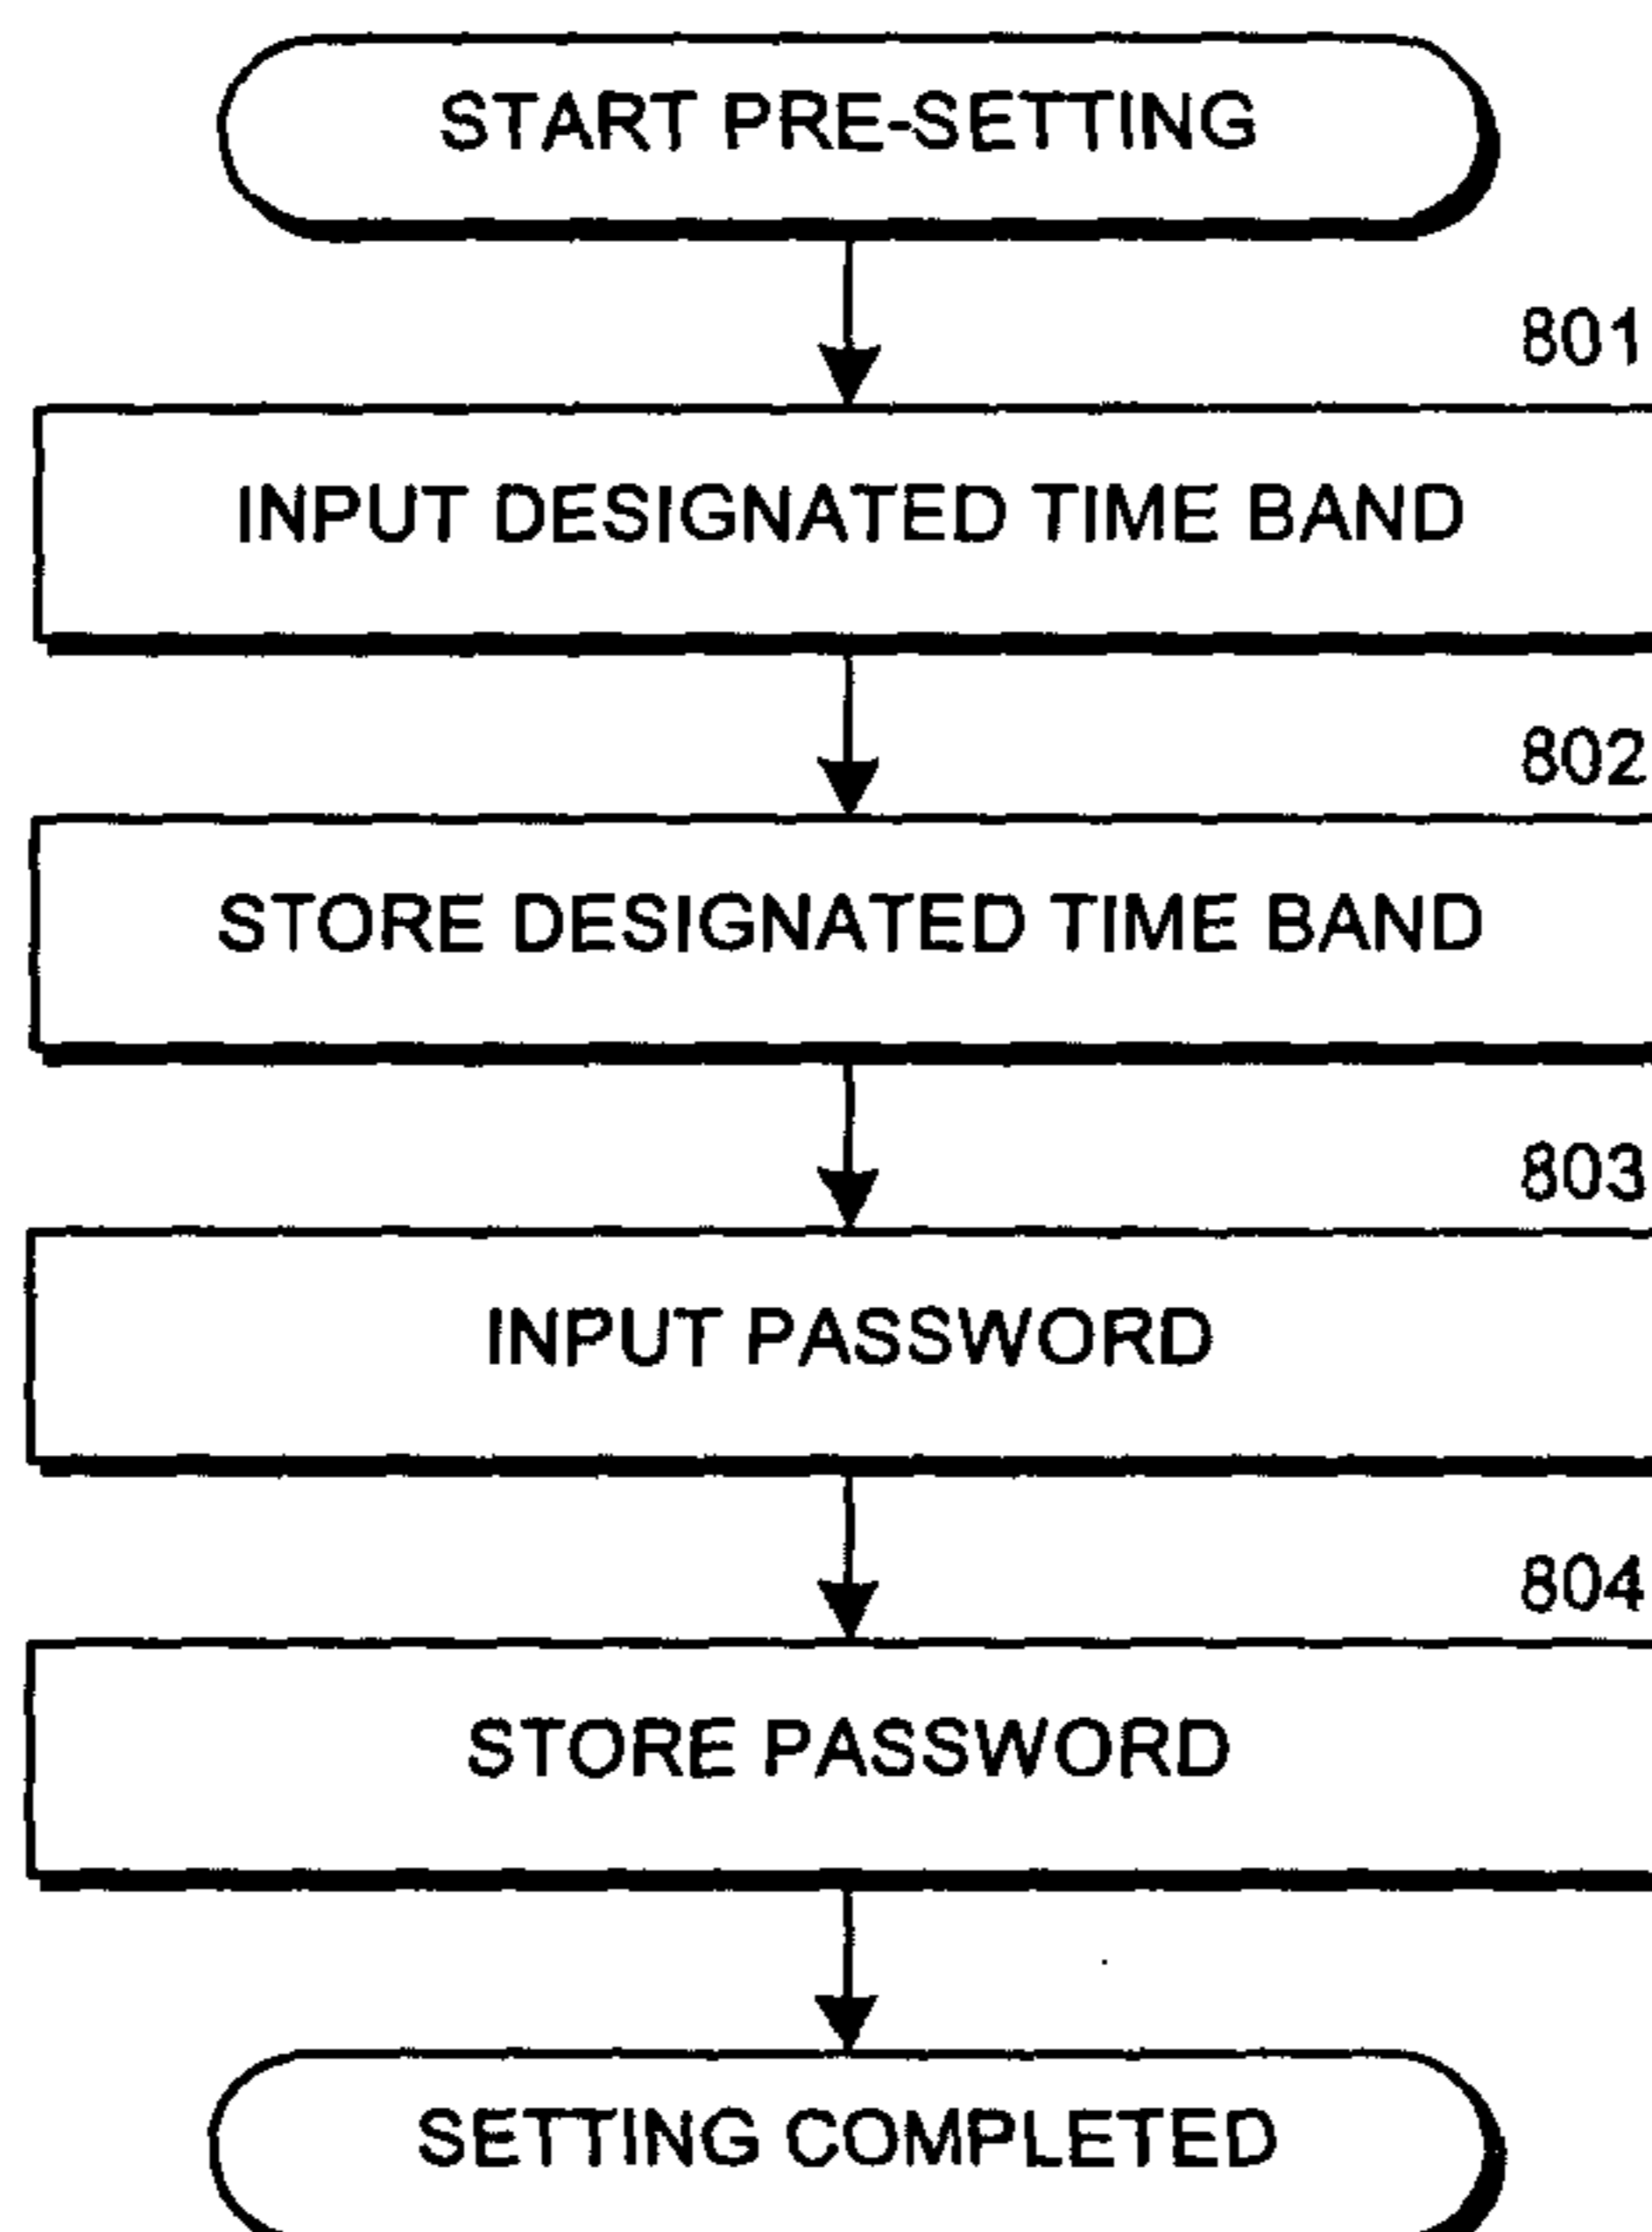 START PRE-SETTING
801
INPUT DESIGNATED TIME BAND
802
STORE DESIGNATED TIME BAND
803
INPUT PASSWORD
804
STORE PASSWORD
SETTING COMPLETED